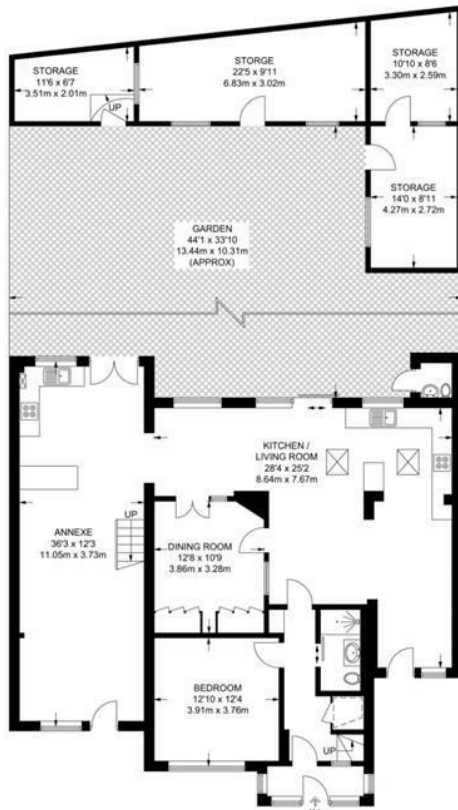 STORAGE
11'6 x 6'7
3.51m x 2.01m
UP
STORGE
22'5 x 9'11
6.83m x 3.02m
STORAGE
10'10 x 8'6
3.30m x 2.59m
STORAGE
14'0 x 8'11
4.27m x 2.72m
GARDEN
44'1 x 33'10
13.44m x 10.31m
(APPROX)
KITCHEN /
LIVING ROOM
28'4 x 25'2
8.64m x 7.67m
ANNEXE
36'3 x 12'3
11.05m x 3.73m
UP
DINING ROOM
12'8 x 10'9
3.86m x 3.28m
BEDROOM
12'10 x 12'4
3.91m x 3.76m
UP